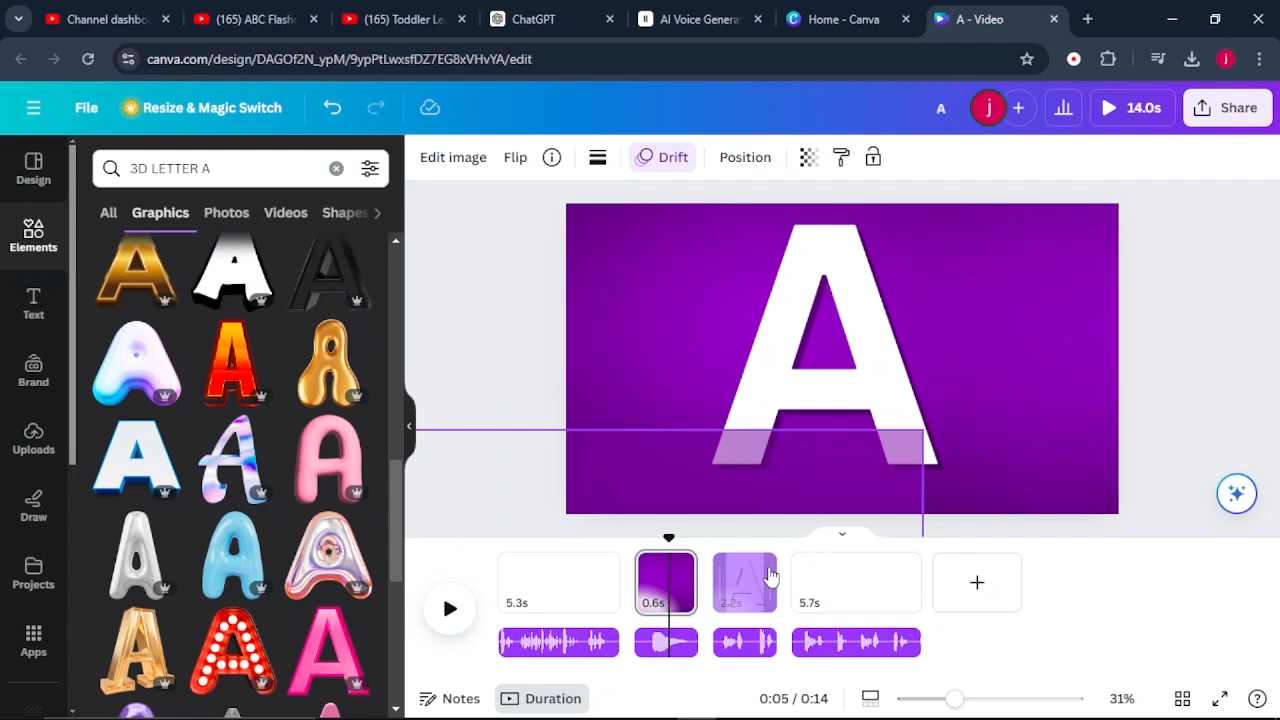 Channel dashbo
(165) ABC Flash
(165) Toddler Le
ChatGPT
AI Voice Genera
Home - Canva
A - Video
canva.com/design/DAGOf2N_ypM/9ypPtLwxsfDZ7EG8xVHvYA/edit
j
File
Resize & Magic Switch
A
j
14.0s
Share
Design
Elements
Text
Brand
Uploads
Draw
Projects
Apps
3D LETTER A
All
Graphics
Photos
Videos
Shapes
Edit image
Flip
Drift
Position
A
5.3s
0.6s
2.2s
5.7s
Notes
Duration
0:05 / 0:14
31%